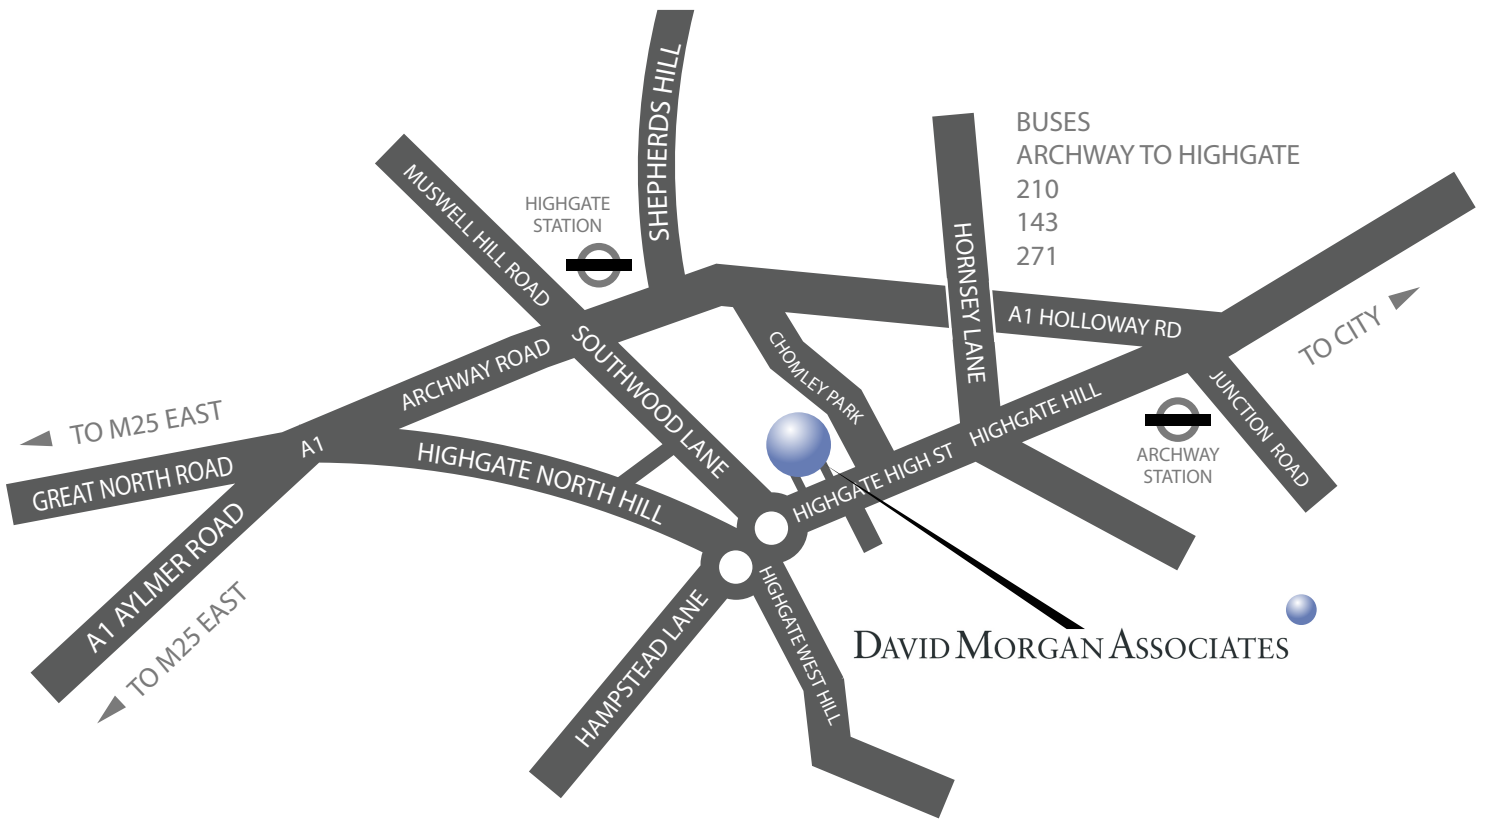 SHEPHERDS HILL
BUSES
ARCHWAY TO HIGHGATE
210
143
271
MUSWELL HILL ROAD
HIGHGATE
STATION
HORNSEY LANE
A1 HOLLOWAY RD
TO CITY
SOUTHWOOD LANE
CHOMLEY PARK
ARCHWAY ROAD
JUNCTION ROAD
HIGHGATE HILL
TO M25 EAST
A1
GREAT NORTH ROAD
HIGHGATE NORTH HILL
HIGHGATE HIGH ST
ARCHWAY
STATION
A1 AYLMER ROAD
TO M25 EAST
HAMPSTEAD LANE
HIGHGATE WEST HILL
DAVID MORGAN ASSOCIATES